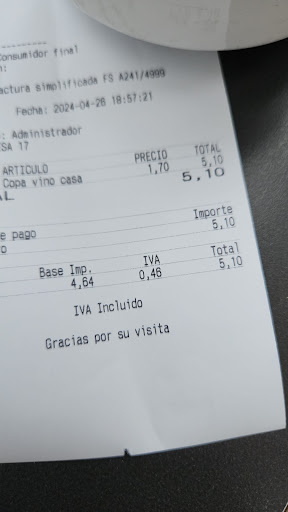 Consumidor final
actura simplificada FS A241/4999
Fecha: 2024-04-26 18:57:21
: Administrador
SA 17
ARTICULO PRECIO TOTAL
Copa vino casa 1,70 5,10
AL 5,10
e pago Importe
o 5,10
Base Imp. IVA Total
4,64 0,46 5,10
IVA Incluido
Gracias por su visita